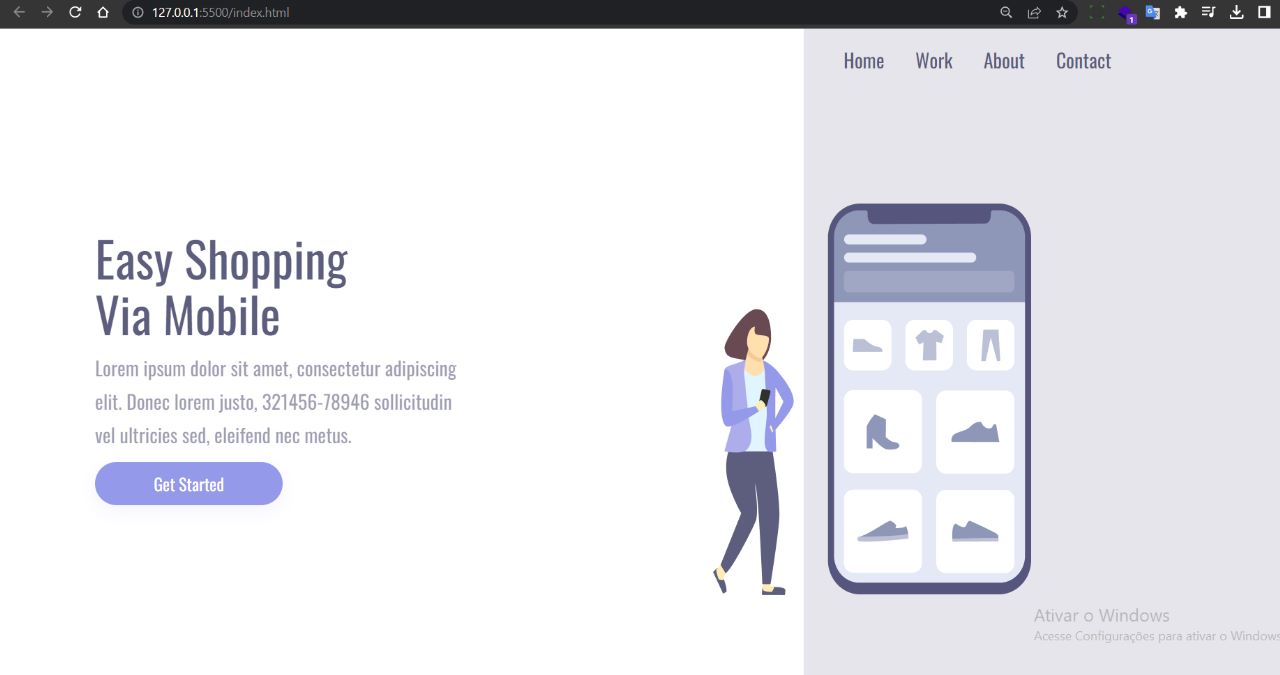 127.0.0.1:5500/index.html
1
Home Work About Contact
Easy Shopping
Via Mobile
Lorem ipsum dolor sit amet, consectetur adipiscing
elit. Donec lorem justo, 321456-78946 sollicitudin
vel ultricies sed, eleifend nec metus.
Get Started
Ativar o Windows
Acesse Configurações para ativar o Windows